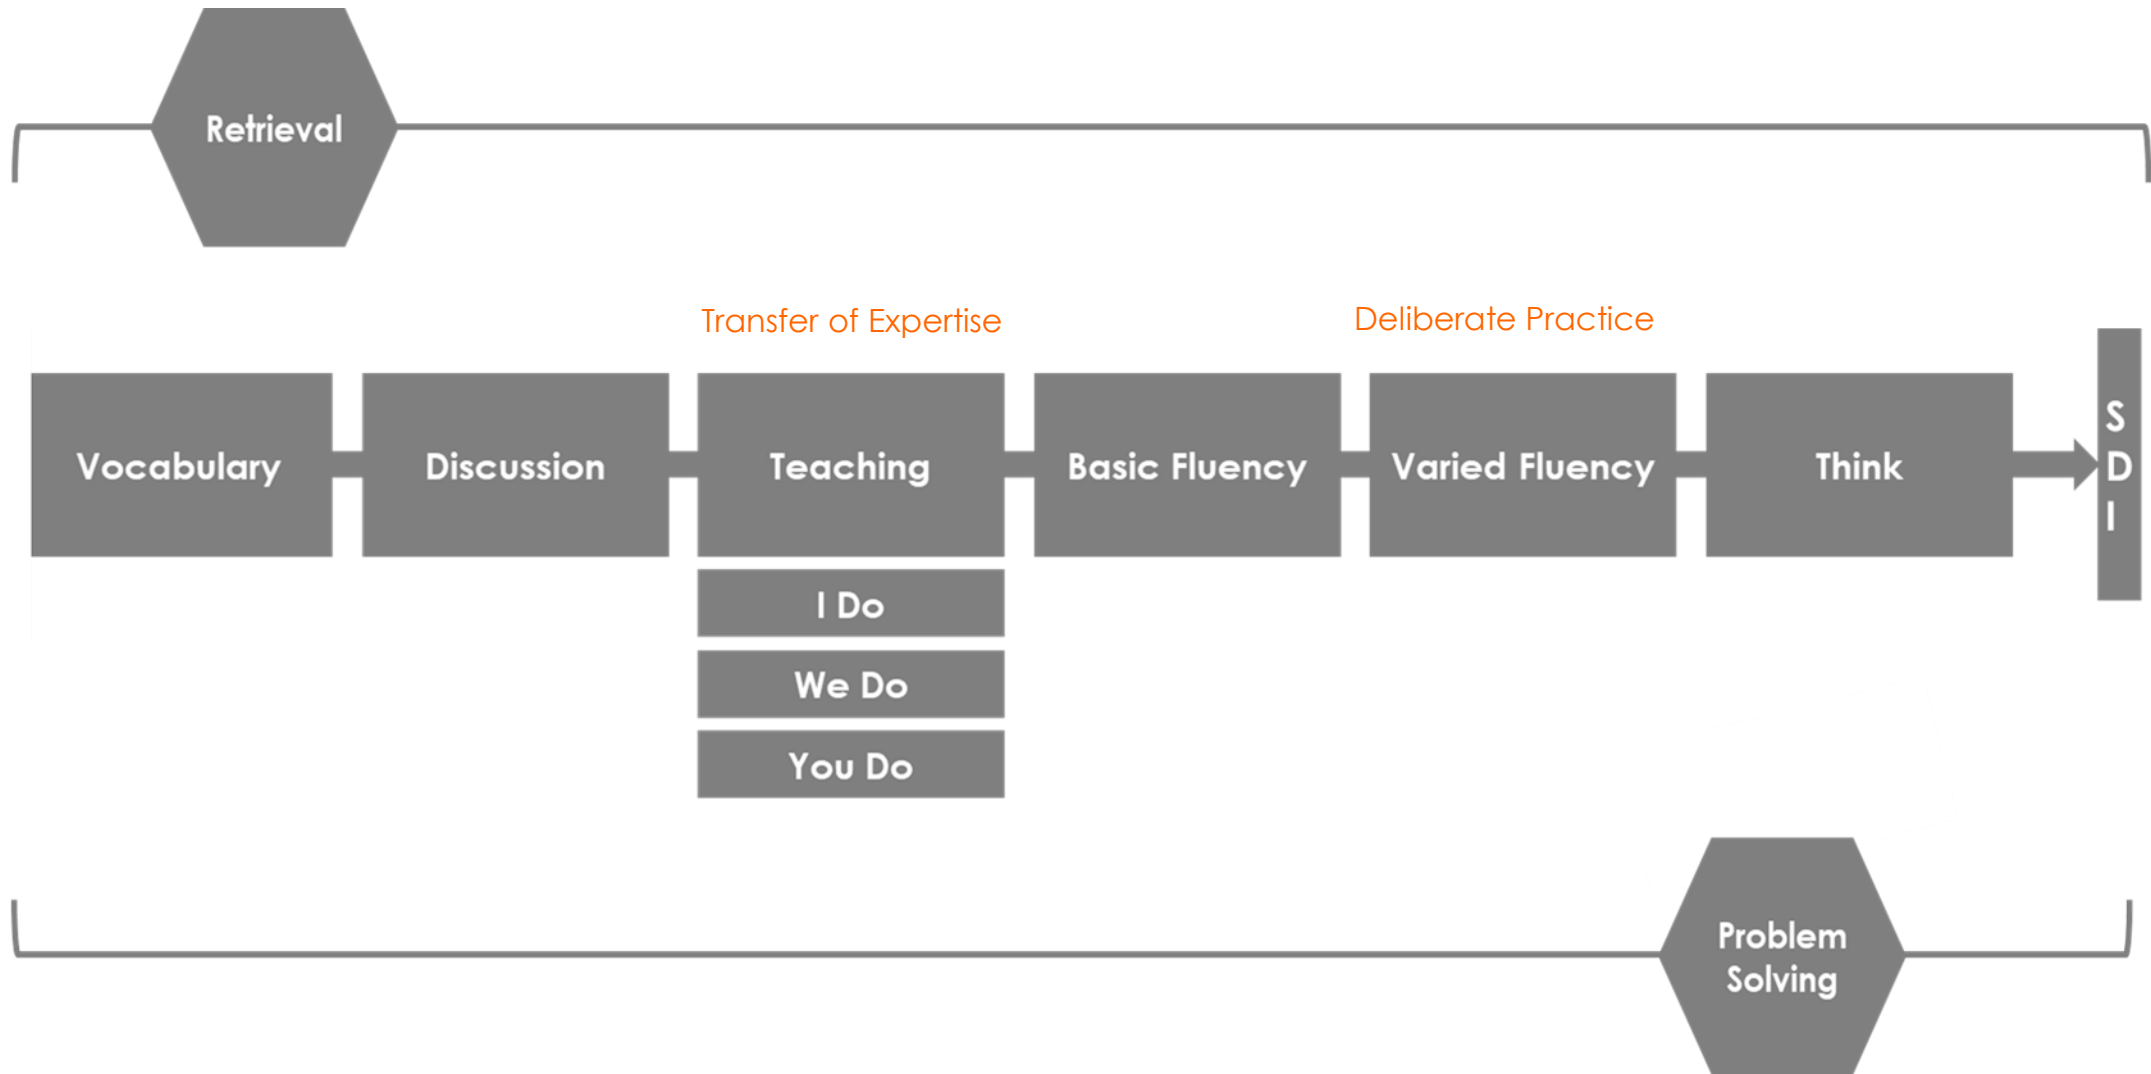 Retrieval
Transfer of Expertise
Deliberate Practice
Vocabulary
Discussion
Teaching
Basic Fluency
Varied Fluency
Think
S
D
I
I Do
We Do
You Do
Problem
Solving